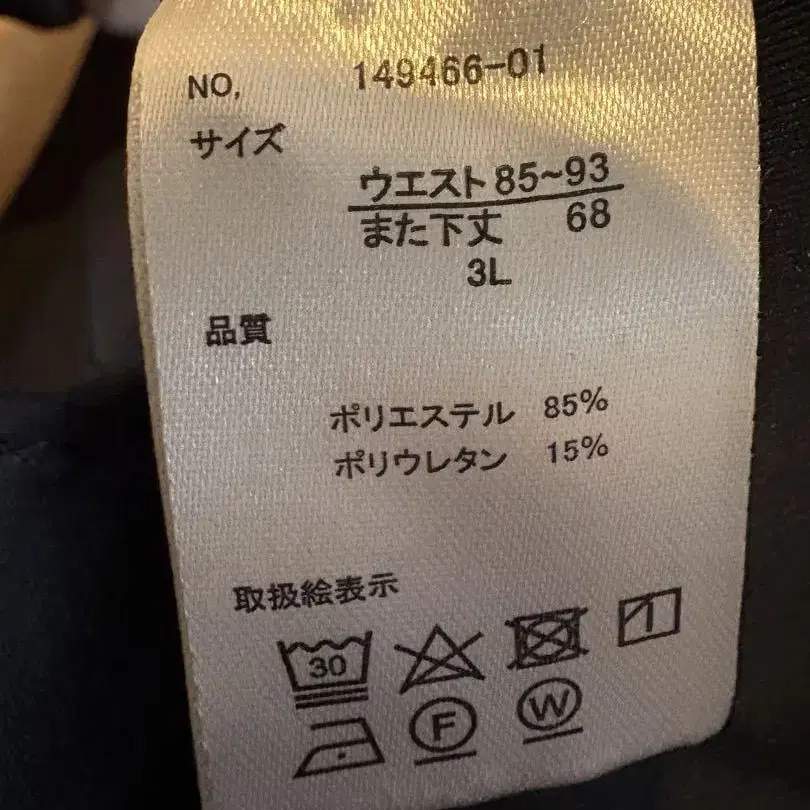 NO, 149466-01
サイズ
ウエスト 85~93
また下丈 68
3L
品質
ポリエステル 85%
ポリウレタン 15%
取扱絵表示
30
F W